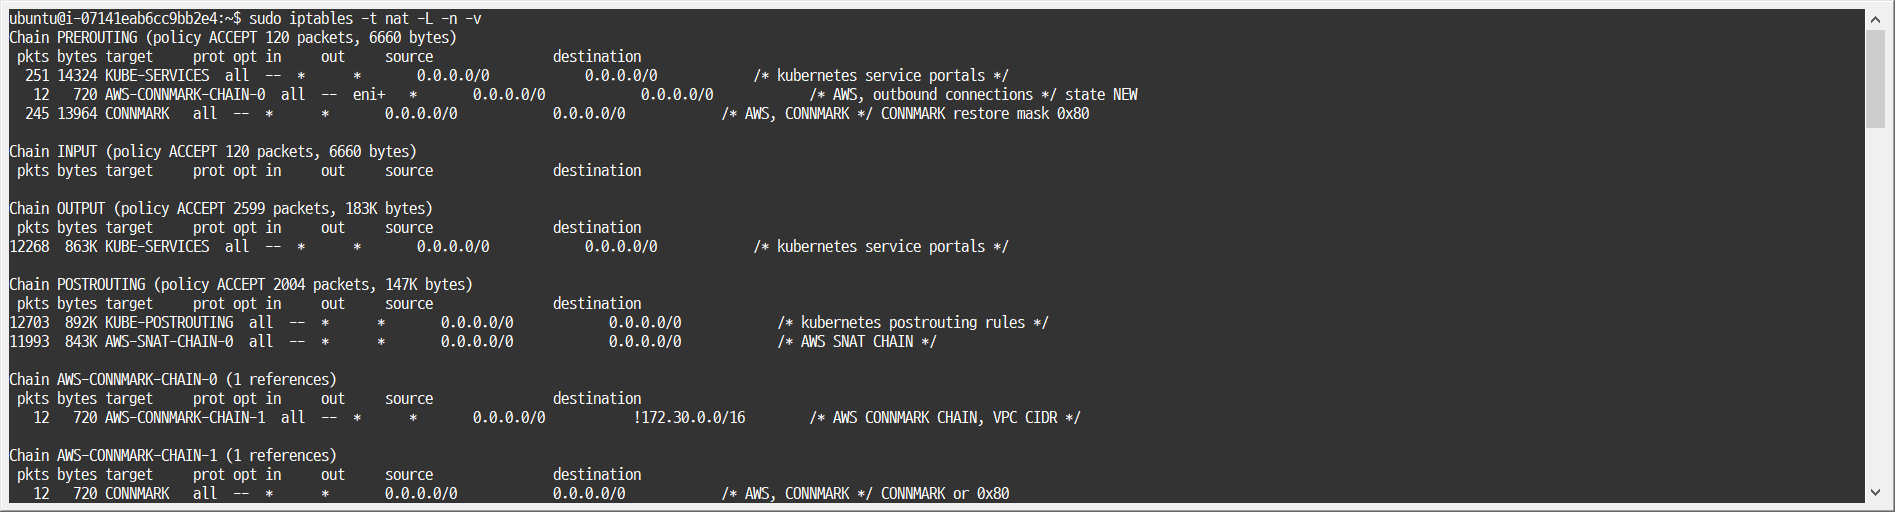 ubuntu@i-07141eab6cc9bb2e4:~$ sudo iptables -t nat -L -n -v
Chain PREROUTING (policy ACCEPT 120 packets, 6660 bytes)
 pkts bytes target     prot opt in     out     source               destination
  251 14324 KUBE-SERVICES  all  --  *      *       0.0.0.0/0            0.0.0.0/0            /* kubernetes service portals */
   12   720 AWS-CONNMARK-CHAIN-0  all  --  eni+   *       0.0.0.0/0            0.0.0.0/0            /* AWS, outbound connections */ state NEW
  245 13964 CONNMARK   all  --  *      *       0.0.0.0/0            0.0.0.0/0            /* AWS, CONNMARK */ CONNMARK restore mask 0x80

Chain INPUT (policy ACCEPT 120 packets, 6660 bytes)
 pkts bytes target     prot opt in     out     source               destination

Chain OUTPUT (policy ACCEPT 2599 packets, 183K bytes)
 pkts bytes target     prot opt in     out     source               destination
12268  863K KUBE-SERVICES  all  --  *      *       0.0.0.0/0            0.0.0.0/0            /* kubernetes service portals */

Chain POSTROUTING (policy ACCEPT 2004 packets, 147K bytes)
 pkts bytes target     prot opt in     out     source               destination
12703  892K KUBE-POSTROUTING  all  --  *      *       0.0.0.0/0            0.0.0.0/0            /* kubernetes postrouting rules */
11993  843K AWS-SNAT-CHAIN-0  all  --  *      *       0.0.0.0/0            0.0.0.0/0            /* AWS SNAT CHAIN */

Chain AWS-CONNMARK-CHAIN-0 (1 references)
 pkts bytes target     prot opt in     out     source               destination
   12   720 AWS-CONNMARK-CHAIN-1  all  --  *      *       0.0.0.0/0           !172.30.0.0/16        /* AWS CONNMARK CHAIN, VPC CIDR */

Chain AWS-CONNMARK-CHAIN-1 (1 references)
 pkts bytes target     prot opt in     out     source               destination
   12   720 CONNMARK   all  --  *      *       0.0.0.0/0            0.0.0.0/0            /* AWS, CONNMARK */ CONNMARK or 0x80